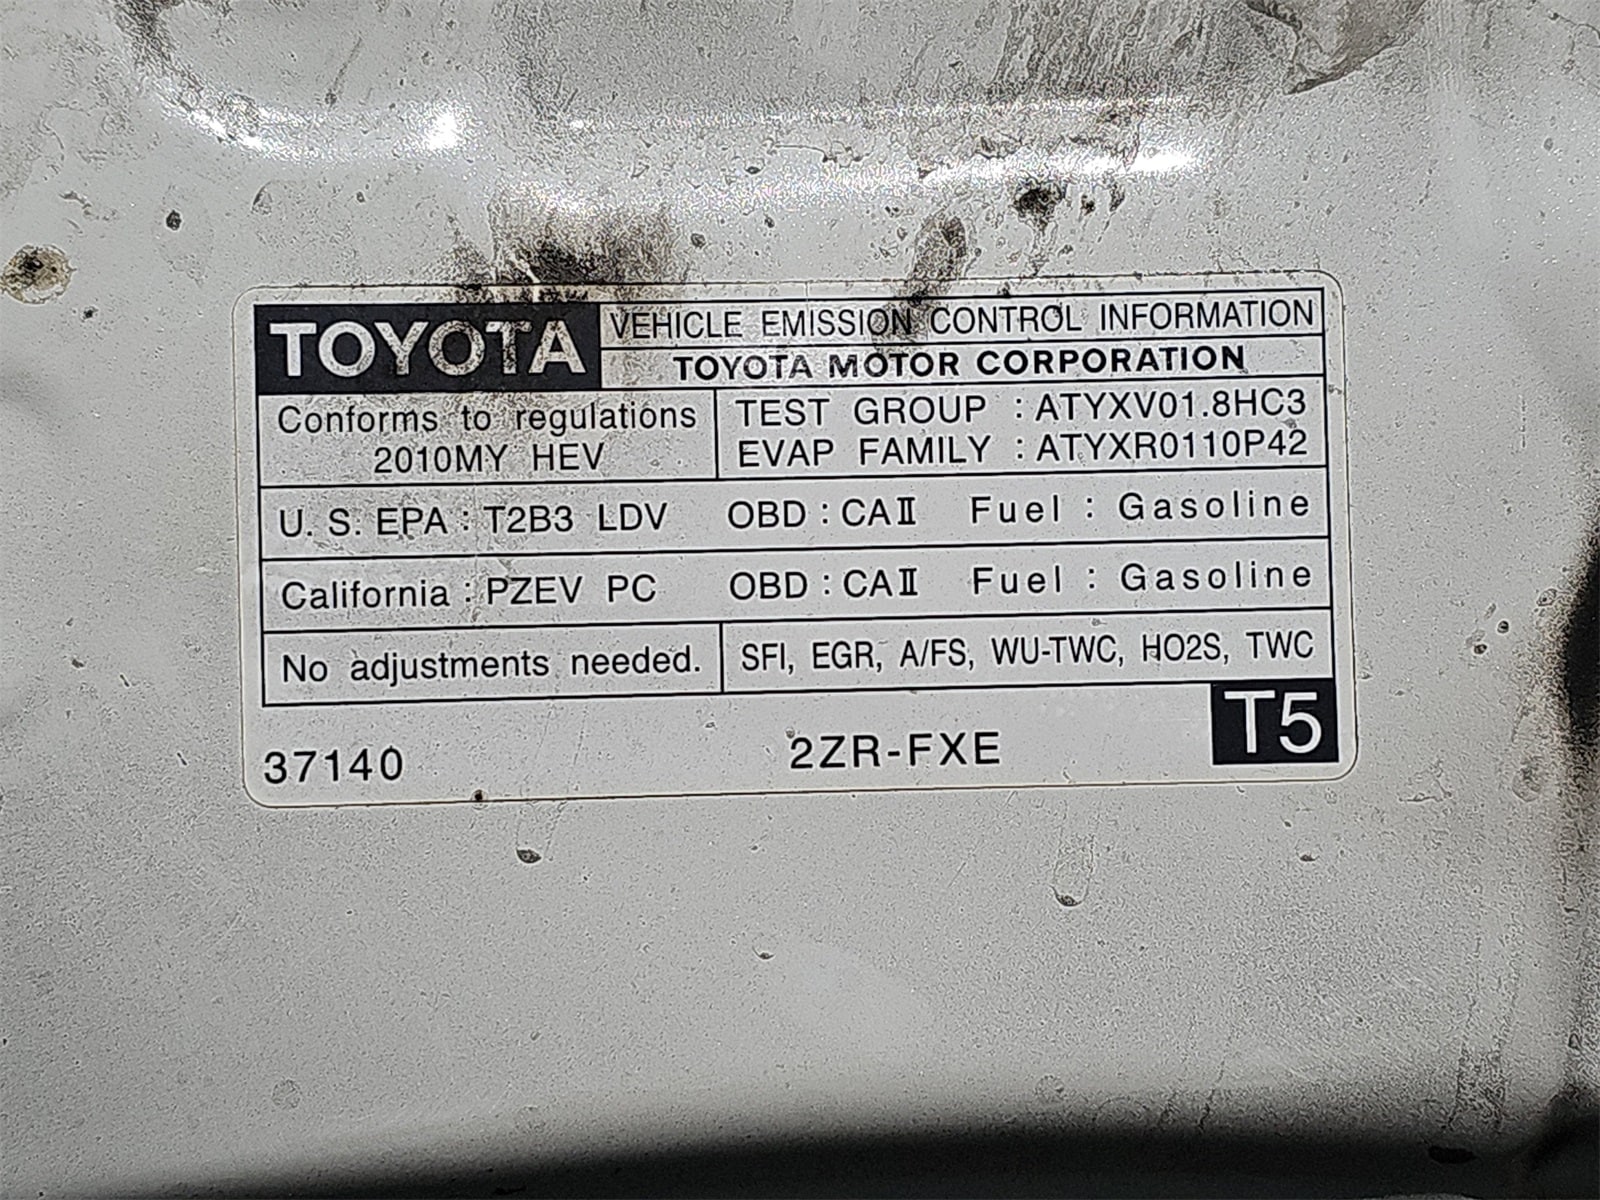 TOYOTA VEHICLE EMISSION CONTROL INFORMATION
TOYOTA MOTOR CORPORATION
Conforms to regulations
2010MY HEV
TEST GROUP : ATYXV01.8HC3
EVAP FAMILY : ATYXR0110P42
U. S. EPA : T2B3 LDV OBD : CAⅡ Fuel : Gasoline
California : PZEV PC OBD : CAⅡ Fuel : Gasoline
No adjustments needed. SFI, EGR, A/FS, WU-TWC, HO2S, TWC
37140 2ZR-FXE T5